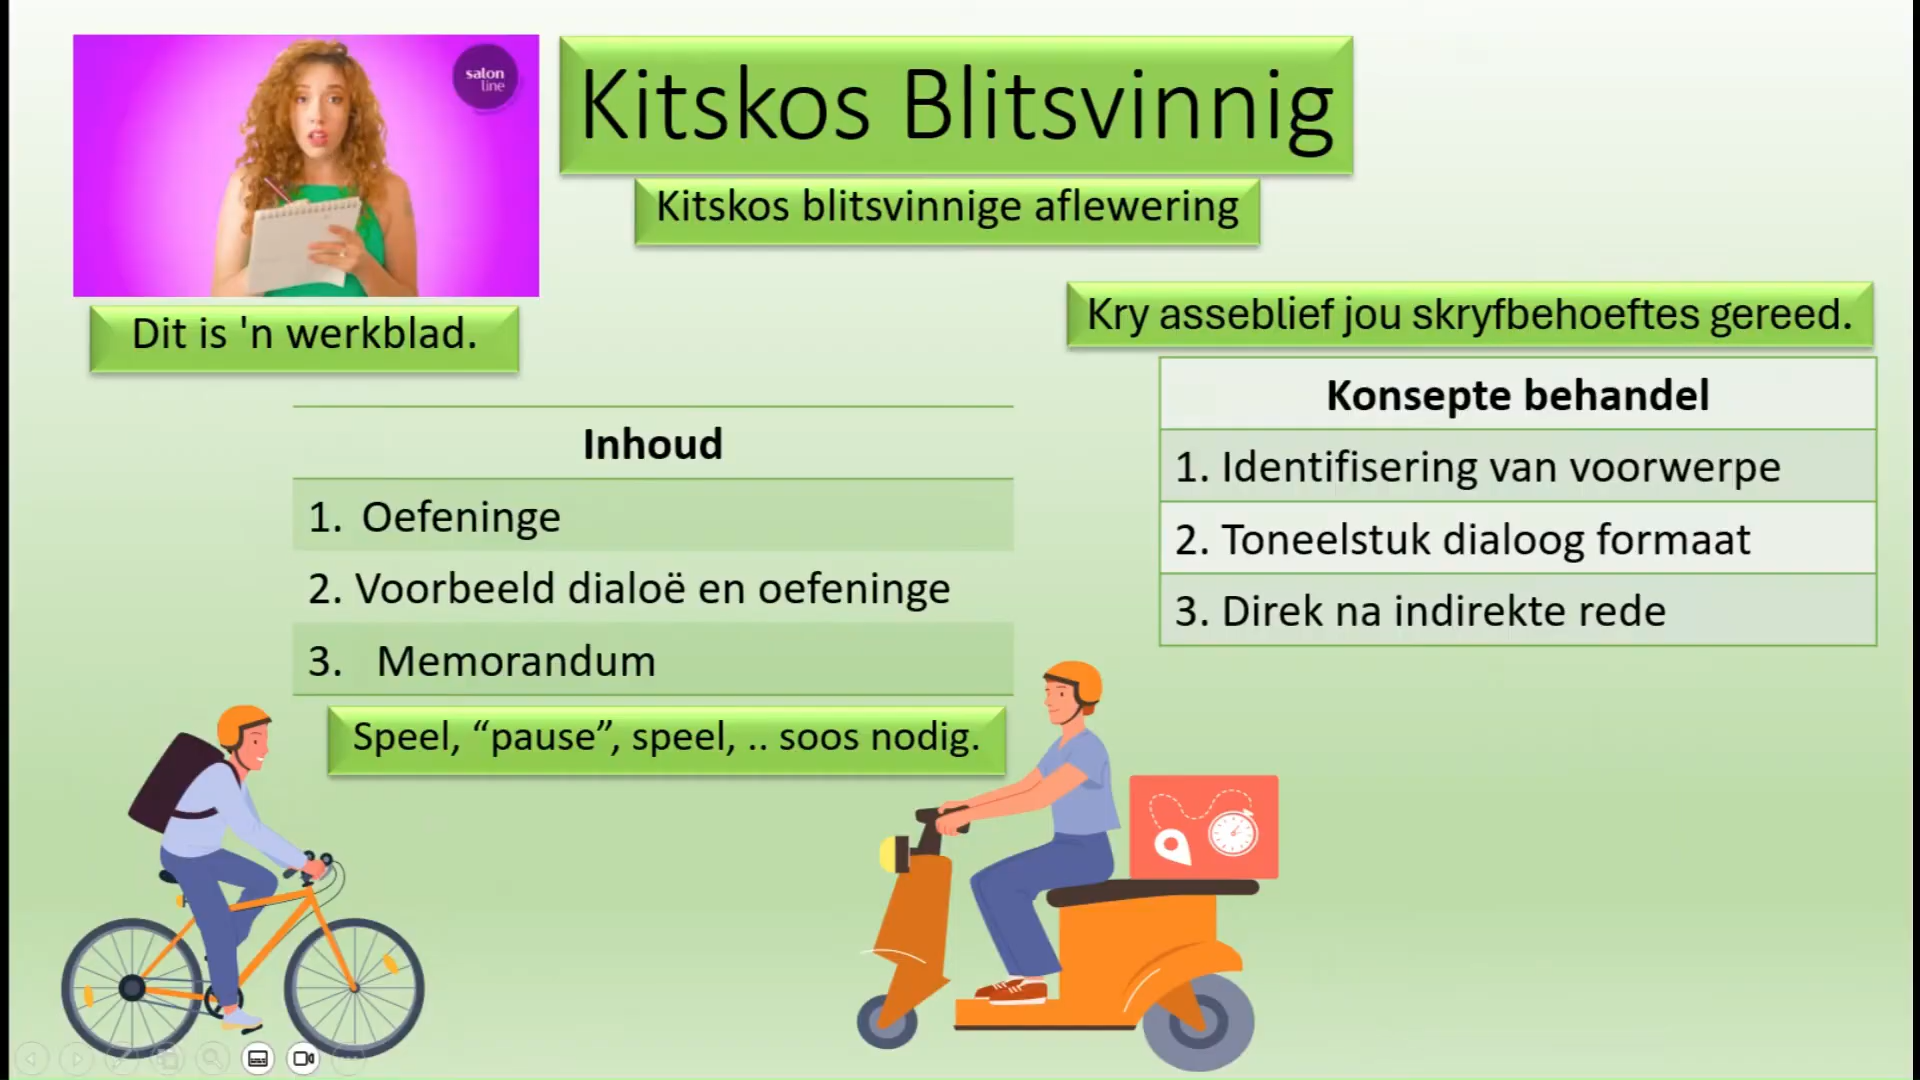 salon
line
Kitskos Blitsvinnig
Kitskos blitsvinnige aflewering
Dit is 'n werkblad.
Kry asseblief jou skryfbehoeftes gereed.
Inhoud
1. Oefeninge
2. Voorbeeld dialoë en oefeninge
3. Memorandum
Speel, “pause”, speel, .. soos nodig.
Konsepte behandel
1. Identifisering van voorwerpe
2. Toneelstuk dialoog formaat
3. Direk na indirekte rede